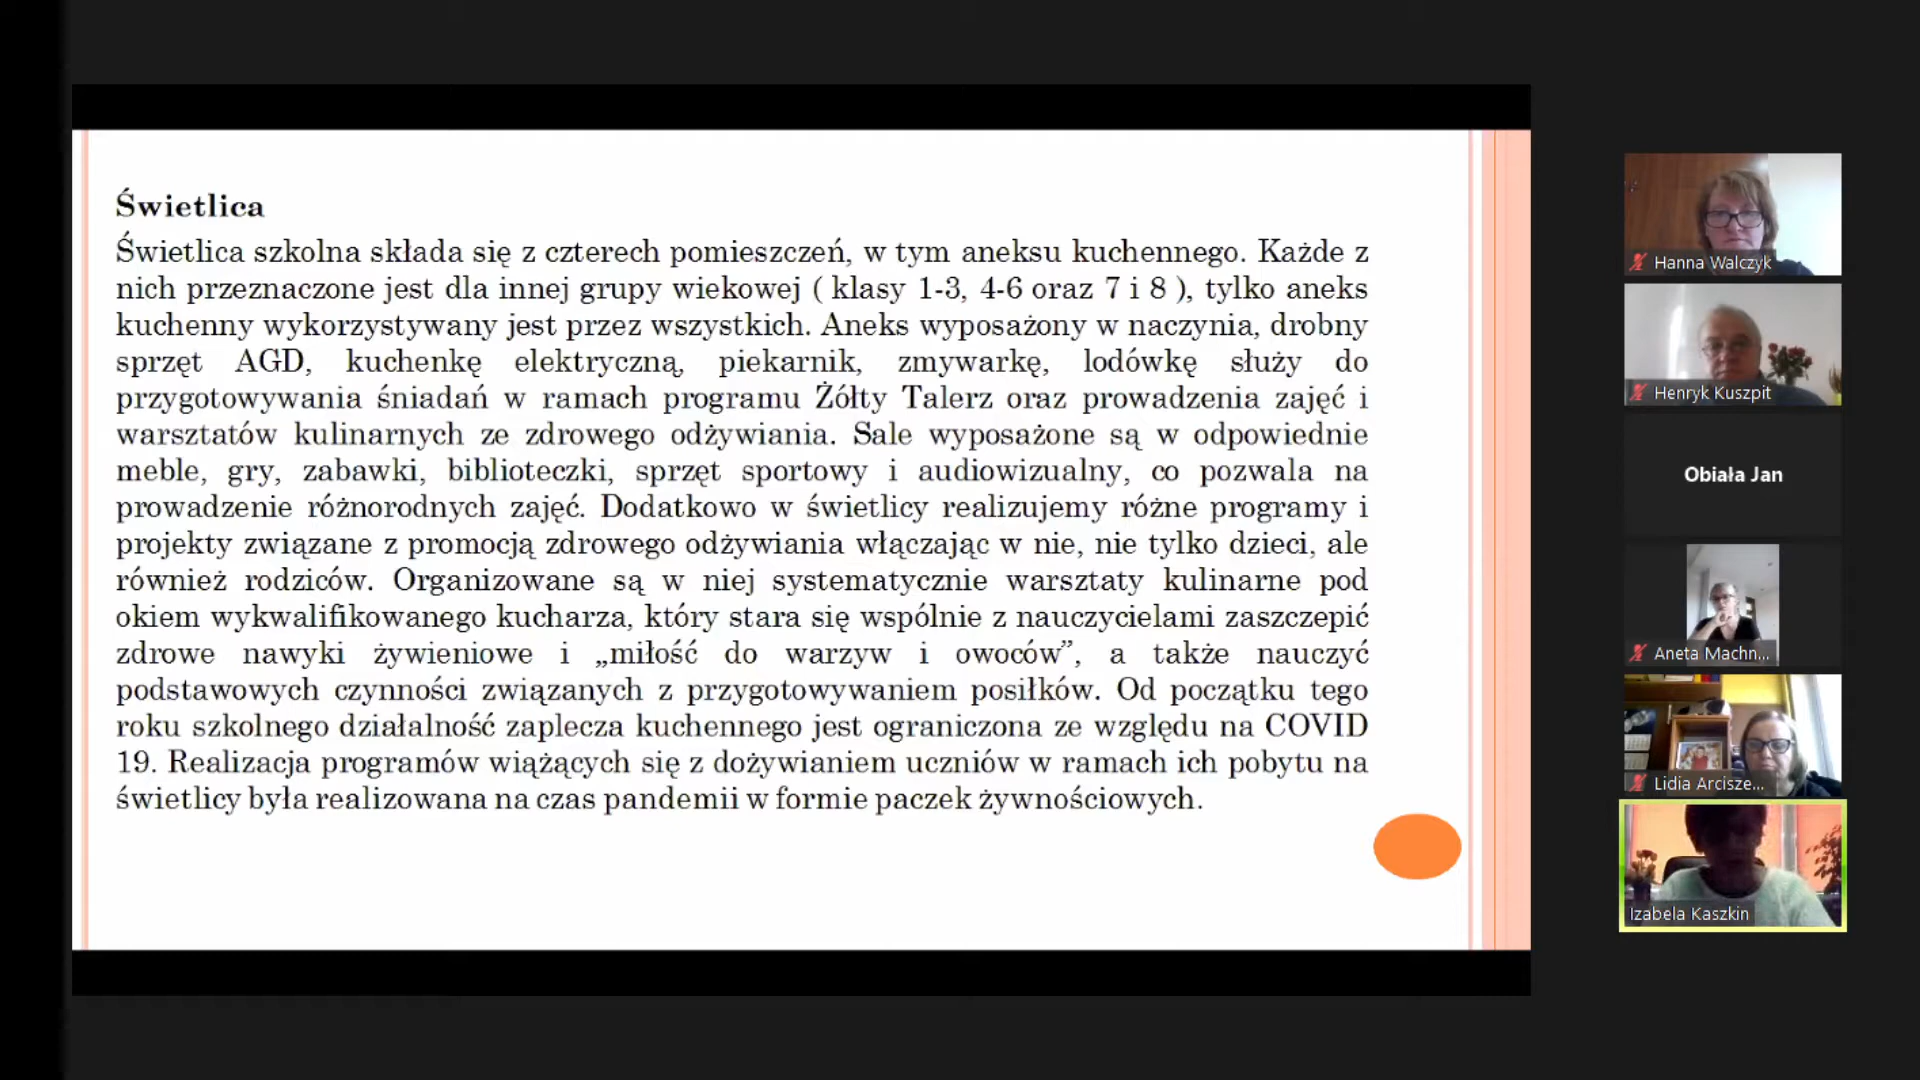 Świetlica
Świetlica szkolna składa się z czterech pomieszczeń, w tym aneksu kuchennego. Każde z
nich przeznaczone jest dla innej grupy wiekowej ( klasy 1-3, 4-6 oraz 7 i 8 ), tylko aneks
kuchenny wykorzystywany jest przez wszystkich. Aneks wyposażony w naczynia, drobny
sprzęt AGD, kuchenkę elektryczną, piekarnik, zmywarkę, lodówkę służy do
przygotowywania śniadań w ramach programu Żółty Talerz oraz prowadzenia zajęć i
warsztatów kulinarnych ze zdrowego odżywiania. Sale wyposażone są w odpowiednie
meble, gry, zabawki, biblioteczki, sprzęt sportowy i audiowizualny, co pozwala na
prowadzenie różnorodnych zajęć. Dodatkowo w świetlicy realizujemy różne programy i
projekty związane z promocją zdrowego odżywiania włączając w nie, nie tylko dzieci, ale
również rodziców. Organizowane są w niej systematycznie warsztaty kulinarne pod
okiem wykwalifikowanego kucharza, który stara się wspólnie z nauczycielami zaszczepić
zdrowe nawyki żywieniowe i „miłość do warzyw i owoców”, a także nauczyć
podstawowych czynności związanych z przygotowywaniem posiłków. Od początku tego
roku szkolnego działalność zaplecza kuchennego jest ograniczona ze względu na COVID
19. Realizacja programów wiążących się z dożywianiem uczniów w ramach ich pobytu na
świetlicy była realizowana na czas pandemii w formie paczek żywnościowych.
Hanna Walczyk
Henryk Kuszpit
Obiała Jan
Aneta Machn...
Lidia Arcisze...
Izabela Kaszkin